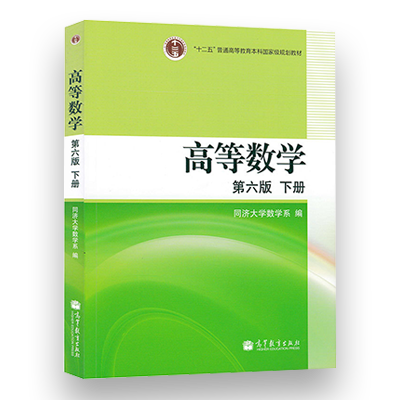 "十二五"普通高等教育本科国家级规划教材
高等数学
第六版 下册
同济大学数学系 编
高等教育出版社
高等数学
第六版 下册
同济大学数学系 编
高等教育出版社